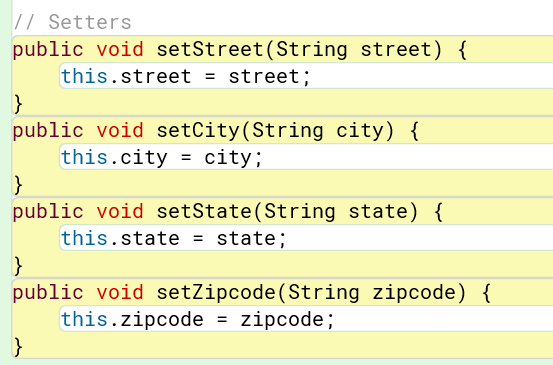 // Setters
public void setStreet(String street) {
this.street = street;
}
public void setCity(String city) {
this.city = city;
}
public void setState(String state) {
this.state = state;
}
public void setZipcode(String zipcode) {
this.zipcode = zipcode;
}